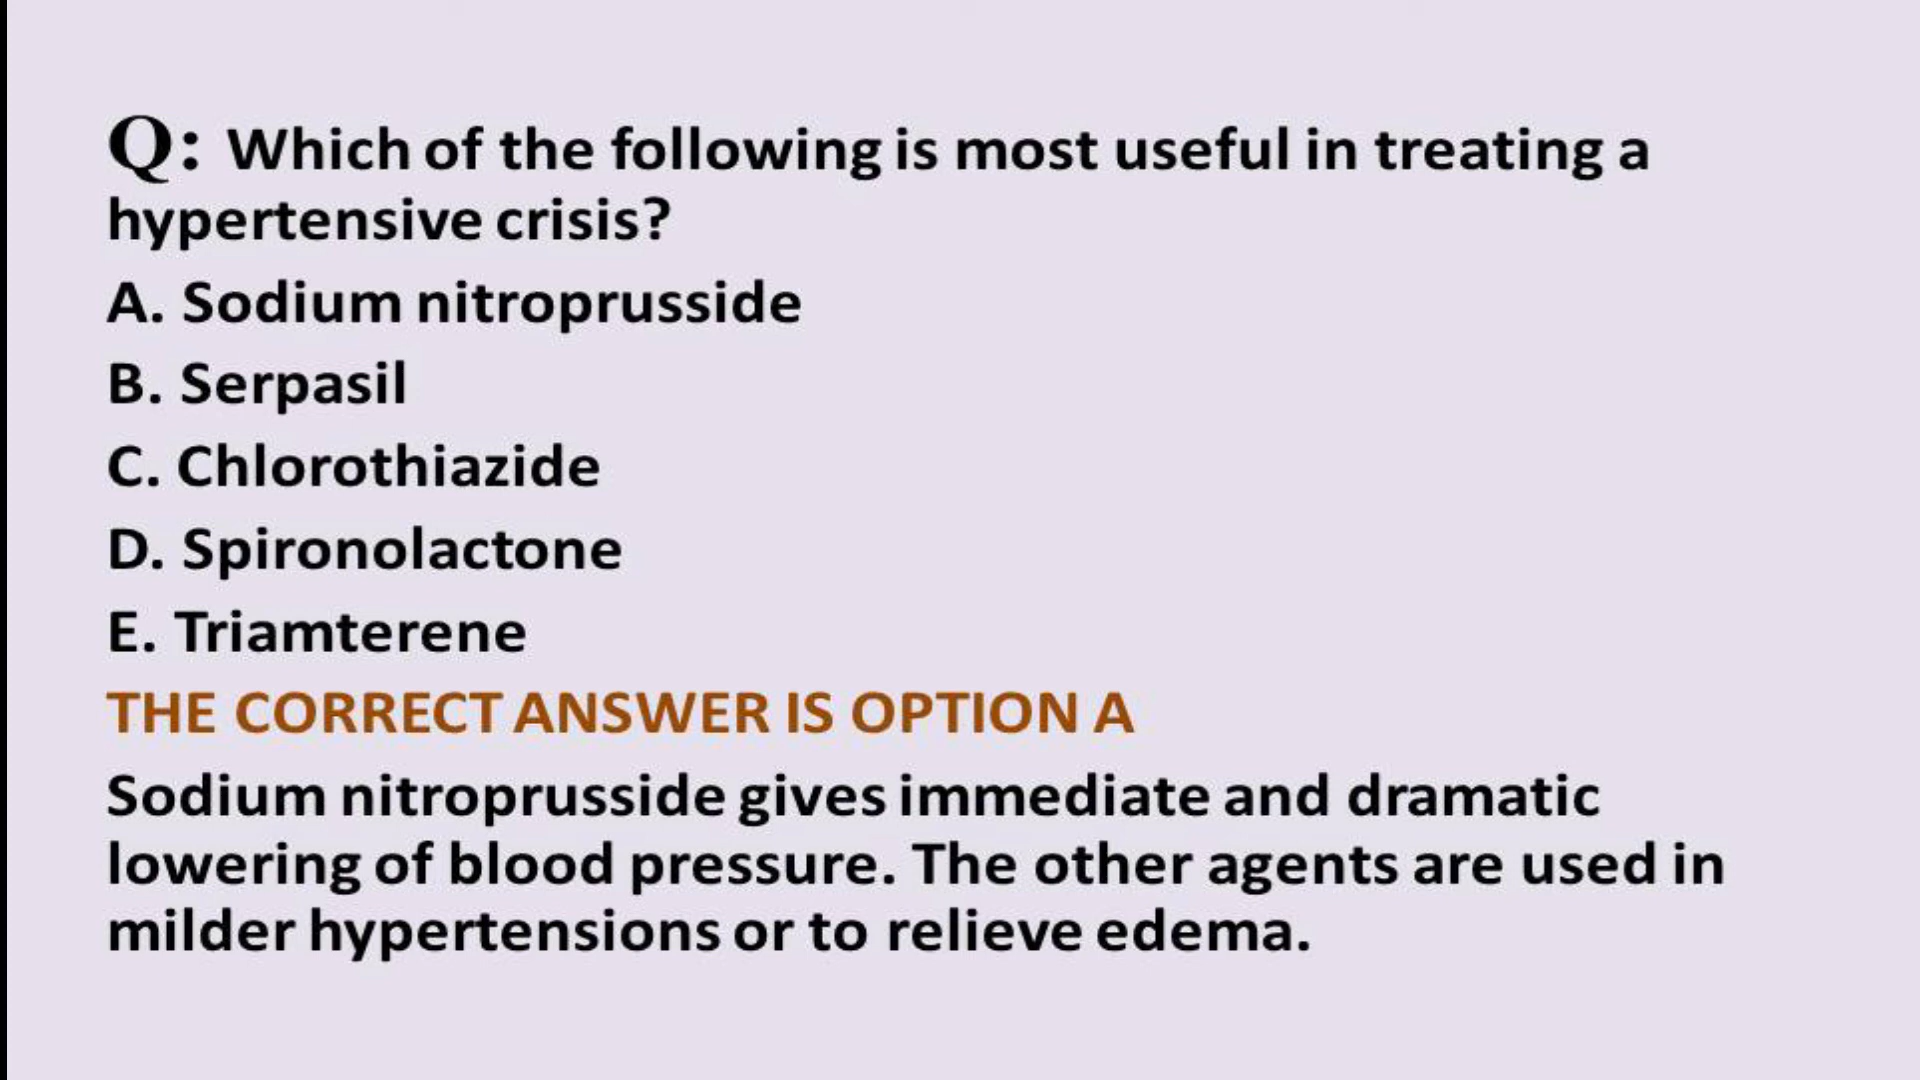 Q: Which of the following is most useful in treating a
hypertensive crisis?
A. Sodium nitroprusside
B. Serpasil
C. Chlorothiazide
D. Spironolactone
E. Triamterene
THE CORRECT ANSWER IS OPTION A
Sodium nitroprusside gives immediate and dramatic
lowering of blood pressure. The other agents are used in
milder hypertensions or to relieve edema.